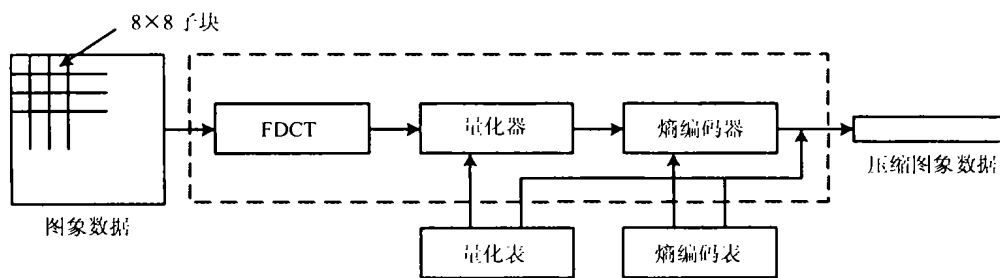 8×8 子块
FDCT
量化器
熵编码器
压缩图象数据
图象数据
量化表
熵编码表